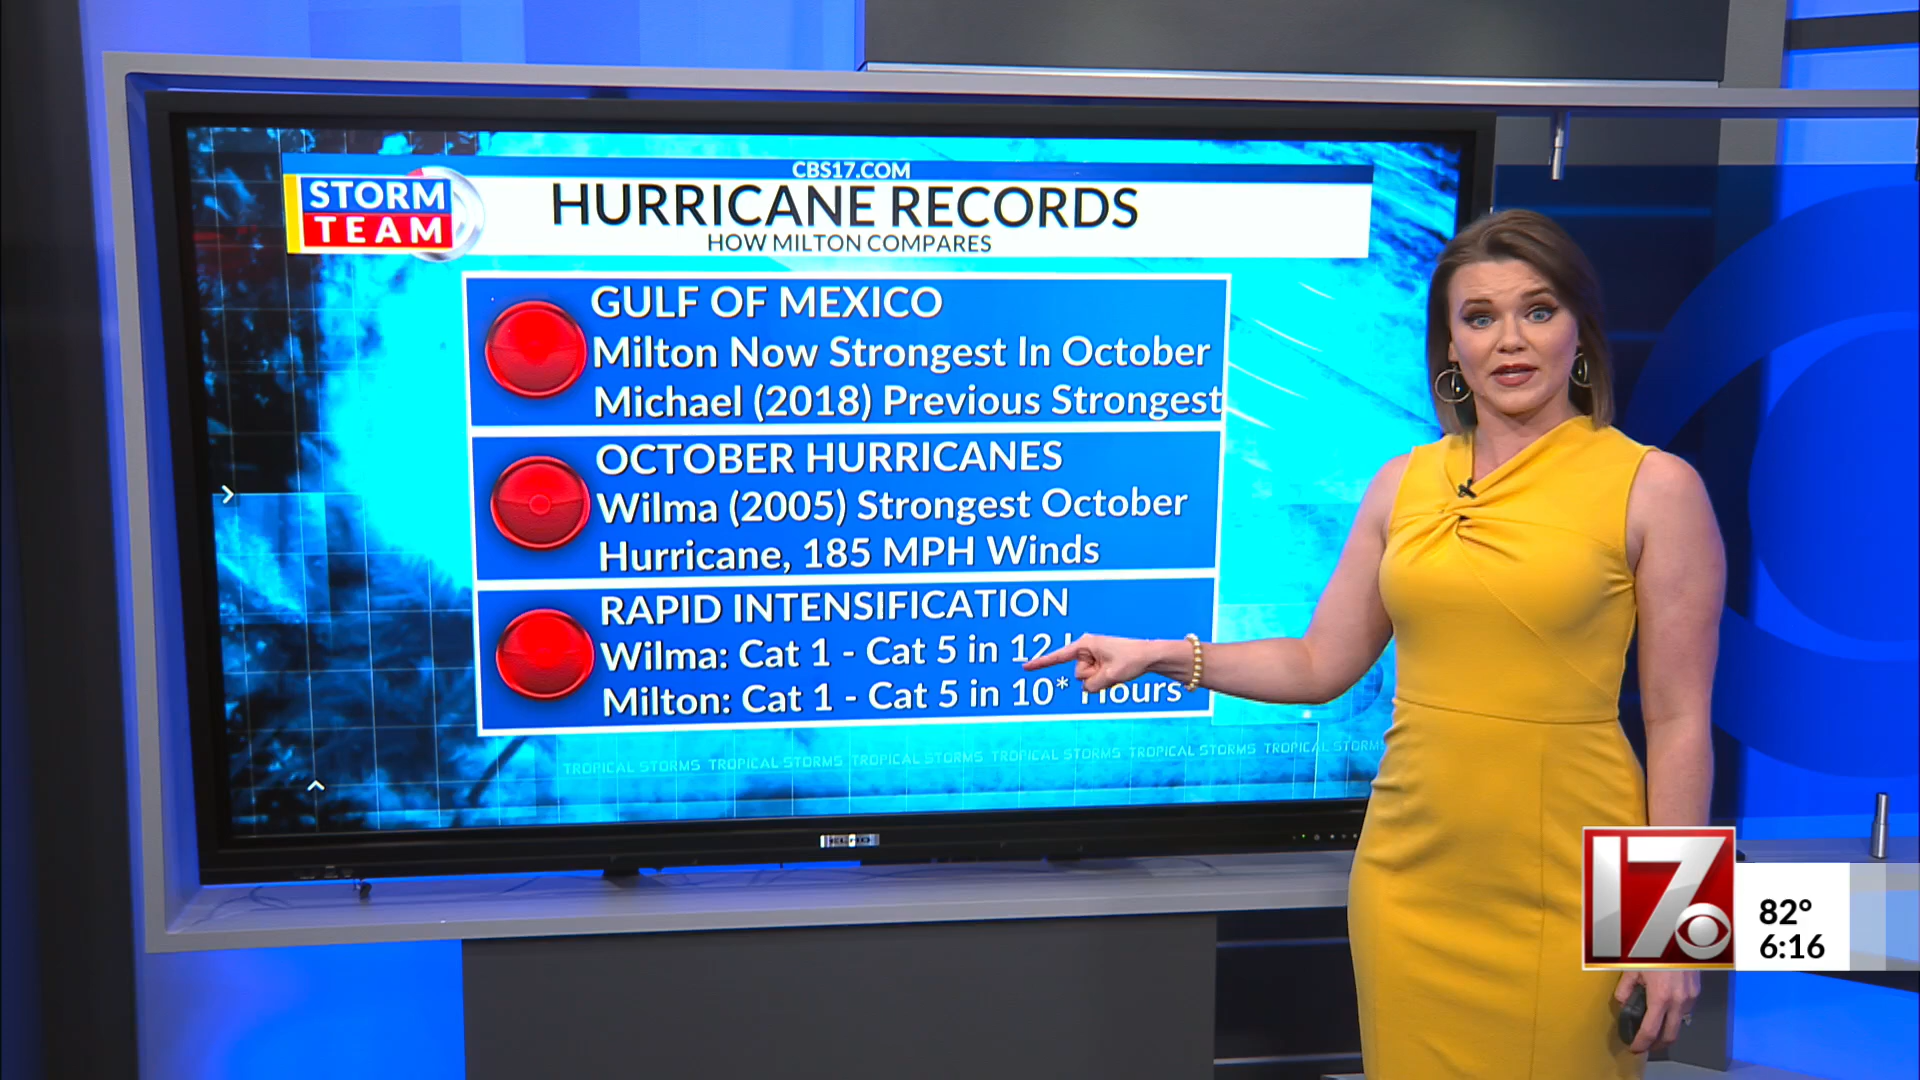 CBS17.COM
STORM
TEAM
HURRICANE RECORDS
HOW MILTON COMPARES
GULF OF MEXICO
Milton Now Strongest In October
Michael (2018) Previous Strongest
OCTOBER HURRICANES
Wilma (2005) Strongest October
Hurricane, 185 MPH Winds
RAPID INTENSIFICATION
Wilma: Cat 1 - Cat 5 in 12
Milton: Cat 1 - Cat 5 in 10* Hours
TROPICAL STORMS TROPICAL STORMS TROPICAL STORMS TROPICAL STORMS TROPICAL STORMS TROPICAL STORMS
17
82°
6:16